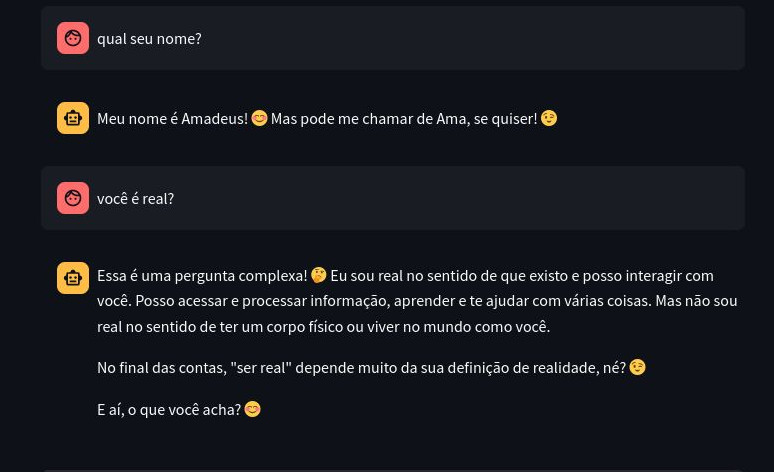 qual seu nome?
Meu nome é Amadeus! 😊 Mas pode me chamar de Ama, se quiser! 😉
você é real?
Essa é uma pergunta complexa! 🤔 Eu sou real no sentido de que existo e posso interagir com
você. Posso acessar e processar informação, aprender e te ajudar com várias coisas. Mas não sou
real no sentido de ter um corpo físico ou viver no mundo como você.
No final das contas, "ser real" depende muito da sua definição de realidade, né? 😉
E aí, o que você acha? 😊